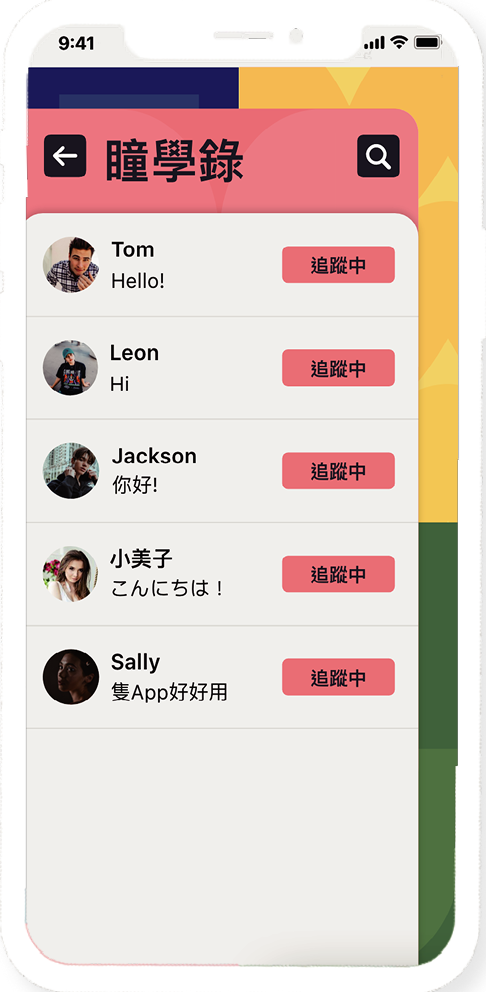 9:41
瞳學錄
Tom
Hello!
追蹤中
Leon
Hi
追蹤中
Jackson
你好!
追蹤中
小美子
こんにちは！
追蹤中
Sally
隻App好好用
追蹤中